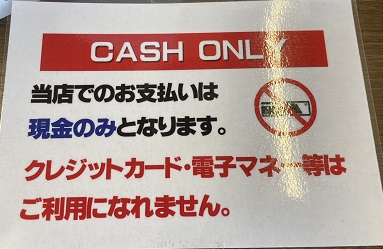 CASH ONLY
当店でのお支払いは
現金のみとなります。
クレジットカード・電子マネー等は
ご利用になれません。